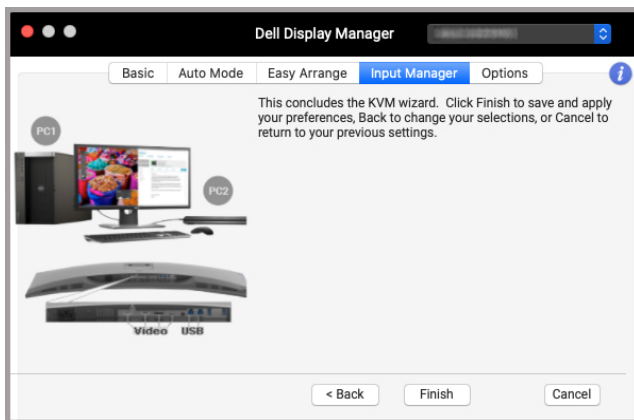 Dell Display Manager
Basic Auto Mode Easy Arrange Input Manager Options i
This concludes the KVM wizard. Click Finish to save and apply
your preferences, Back to change your selections, or Cancel to
return to your previous settings.
PC1
PC2
Video USB
< Back Finish Cancel